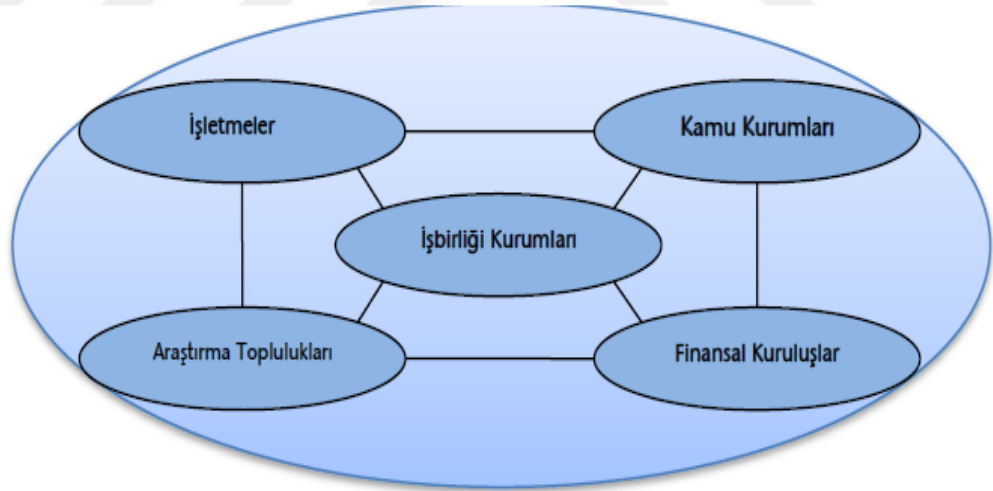 İşletmeler
Kamu Kurumları
İşbirliği Kurumları
Araştırma Toplulukları
Finansal Kuruluşlar